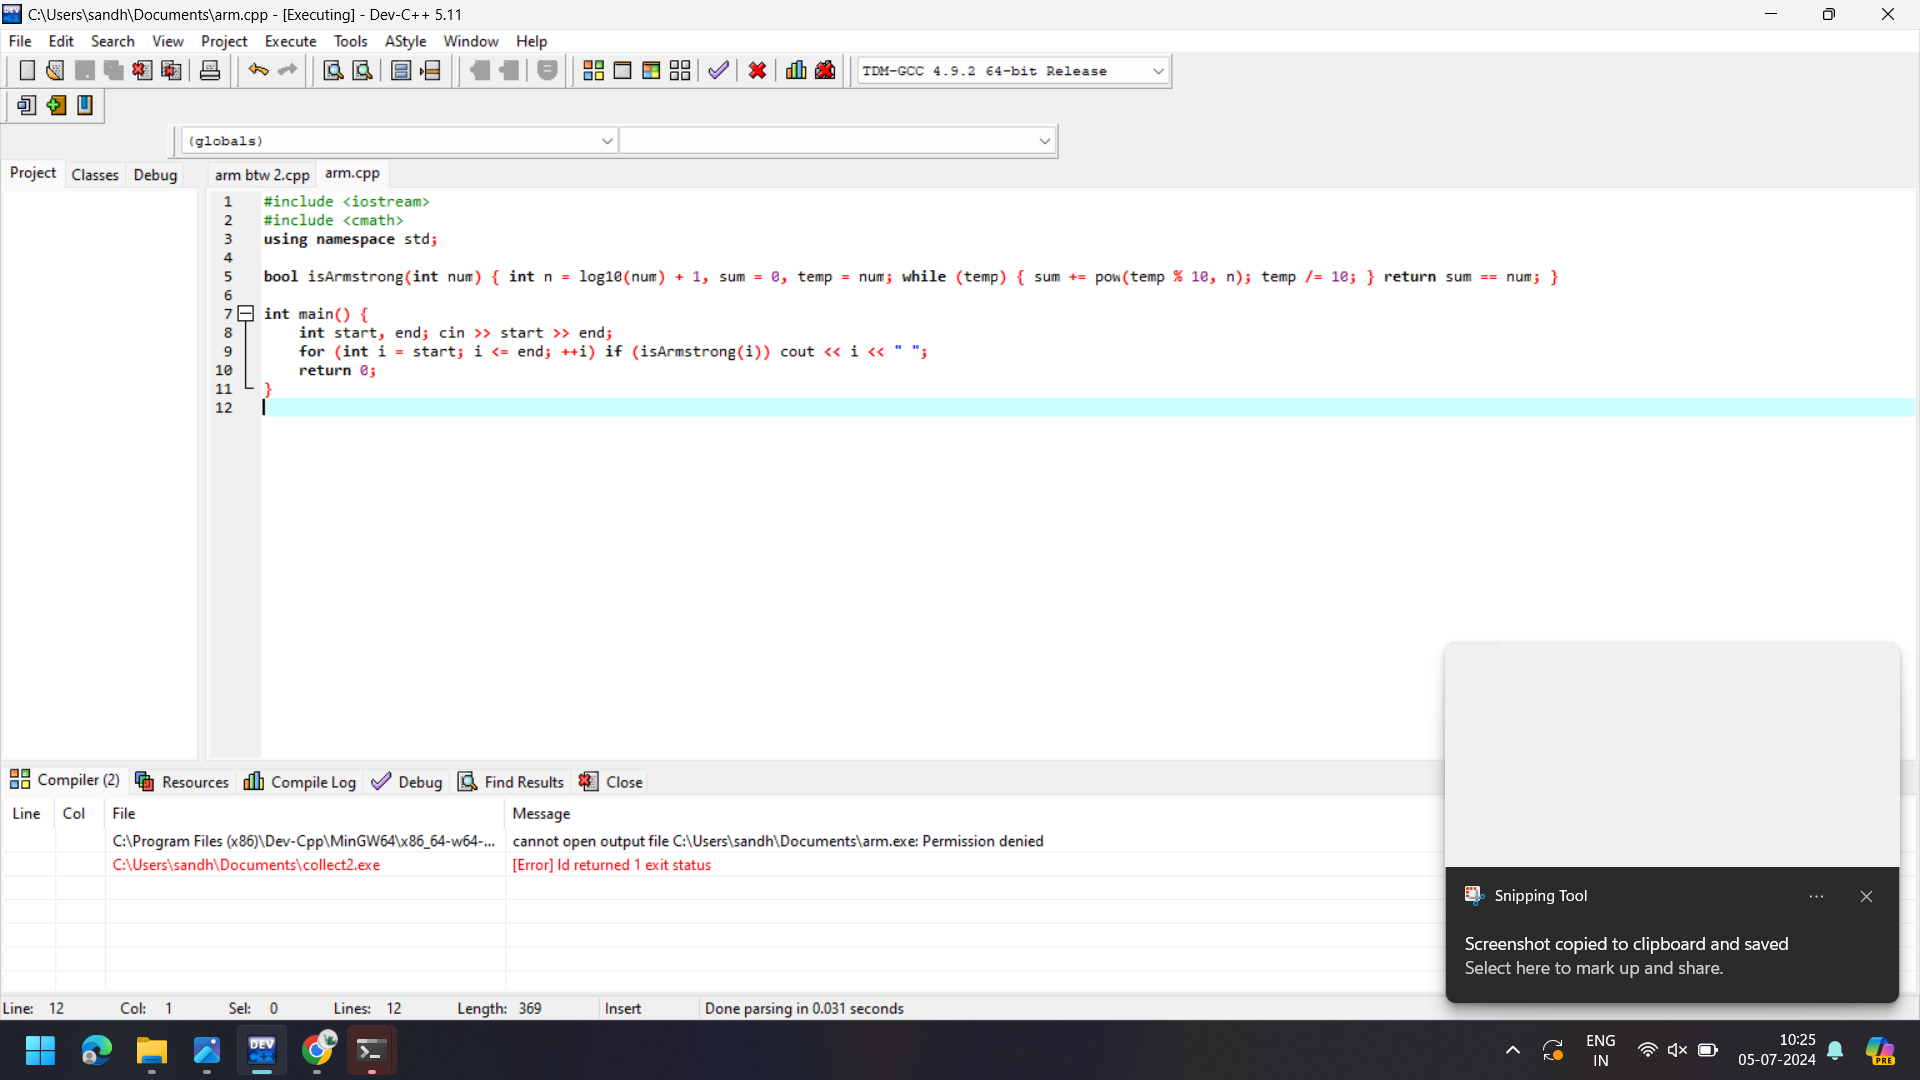 C:\Users\sandh\Documents\arm.cpp - [Executing] - Dev-C++ 5.11
File Edit Search View Project Execute Tools AStyle Window Help
TDM-GCC 4.9.2 64-bit Release
(globals)
Project Classes Debug arm btw 2.cpp arm.cpp
1 #include <iostream>
2 #include <cmath>
3 using namespace std;
4
5 bool isArmstrong(int num) { int n = log10(num) + 1, sum = 0, temp = num; while (temp) { sum += pow(temp % 10, n); temp /= 10; } return sum == num; }
6
7 int main() {
8 int start, end; cin >> start >> end;
9 for (int i = start; i <= end; ++i) if (isArmstrong(i)) cout << i << " ";
10 return 0;
11 }
12
Compiler (2) Resources Compile Log Debug Find Results Close
Line Col File Message
C:\Program Files (x86)\Dev-Cpp\MinGW64\x86_64-w64-... cannot open output file C:\Users\sandh\Documents\arm.exe: Permission denied
C:\Users\sandh\Documents\collect2.exe [Error] ld returned 1 exit status
Snipping Tool
Screenshot copied to clipboard and saved
Select here to mark up and share.
Line: 12 Col: 1 Sel: 0 Lines: 12 Length: 369 Insert Done parsing in 0.031 seconds
DEV C++
ENG
IN
10:25
05-07-2024
PRE